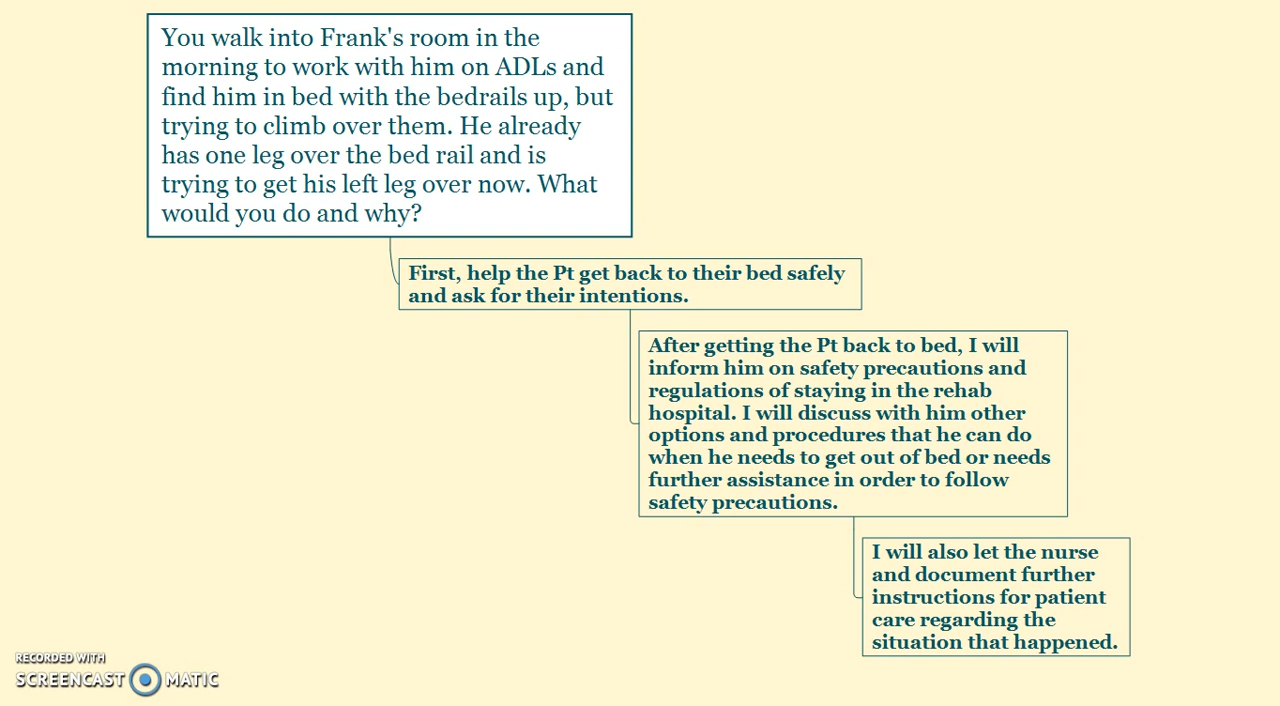 You walk into Frank's room in the
morning to work with him on ADLs and
find him in bed with the bedrails up, but
trying to climb over them. He already
has one leg over the bed rail and is
trying to get his left leg over now. What
would you do and why?
First, help the Pt get back to their bed safely
and ask for their intentions.
After getting the Pt back to bed, I will
inform him on safety precautions and
regulations of staying in the rehab
hospital. I will discuss with him other
options and procedures that he can do
when he needs to get out of bed or needs
further assistance in order to follow
safety precautions.
I will also let the nurse
and document further
instructions for patient
care regarding the
situation that happened.
RECORDED WITH
SCREENCAST MATIC